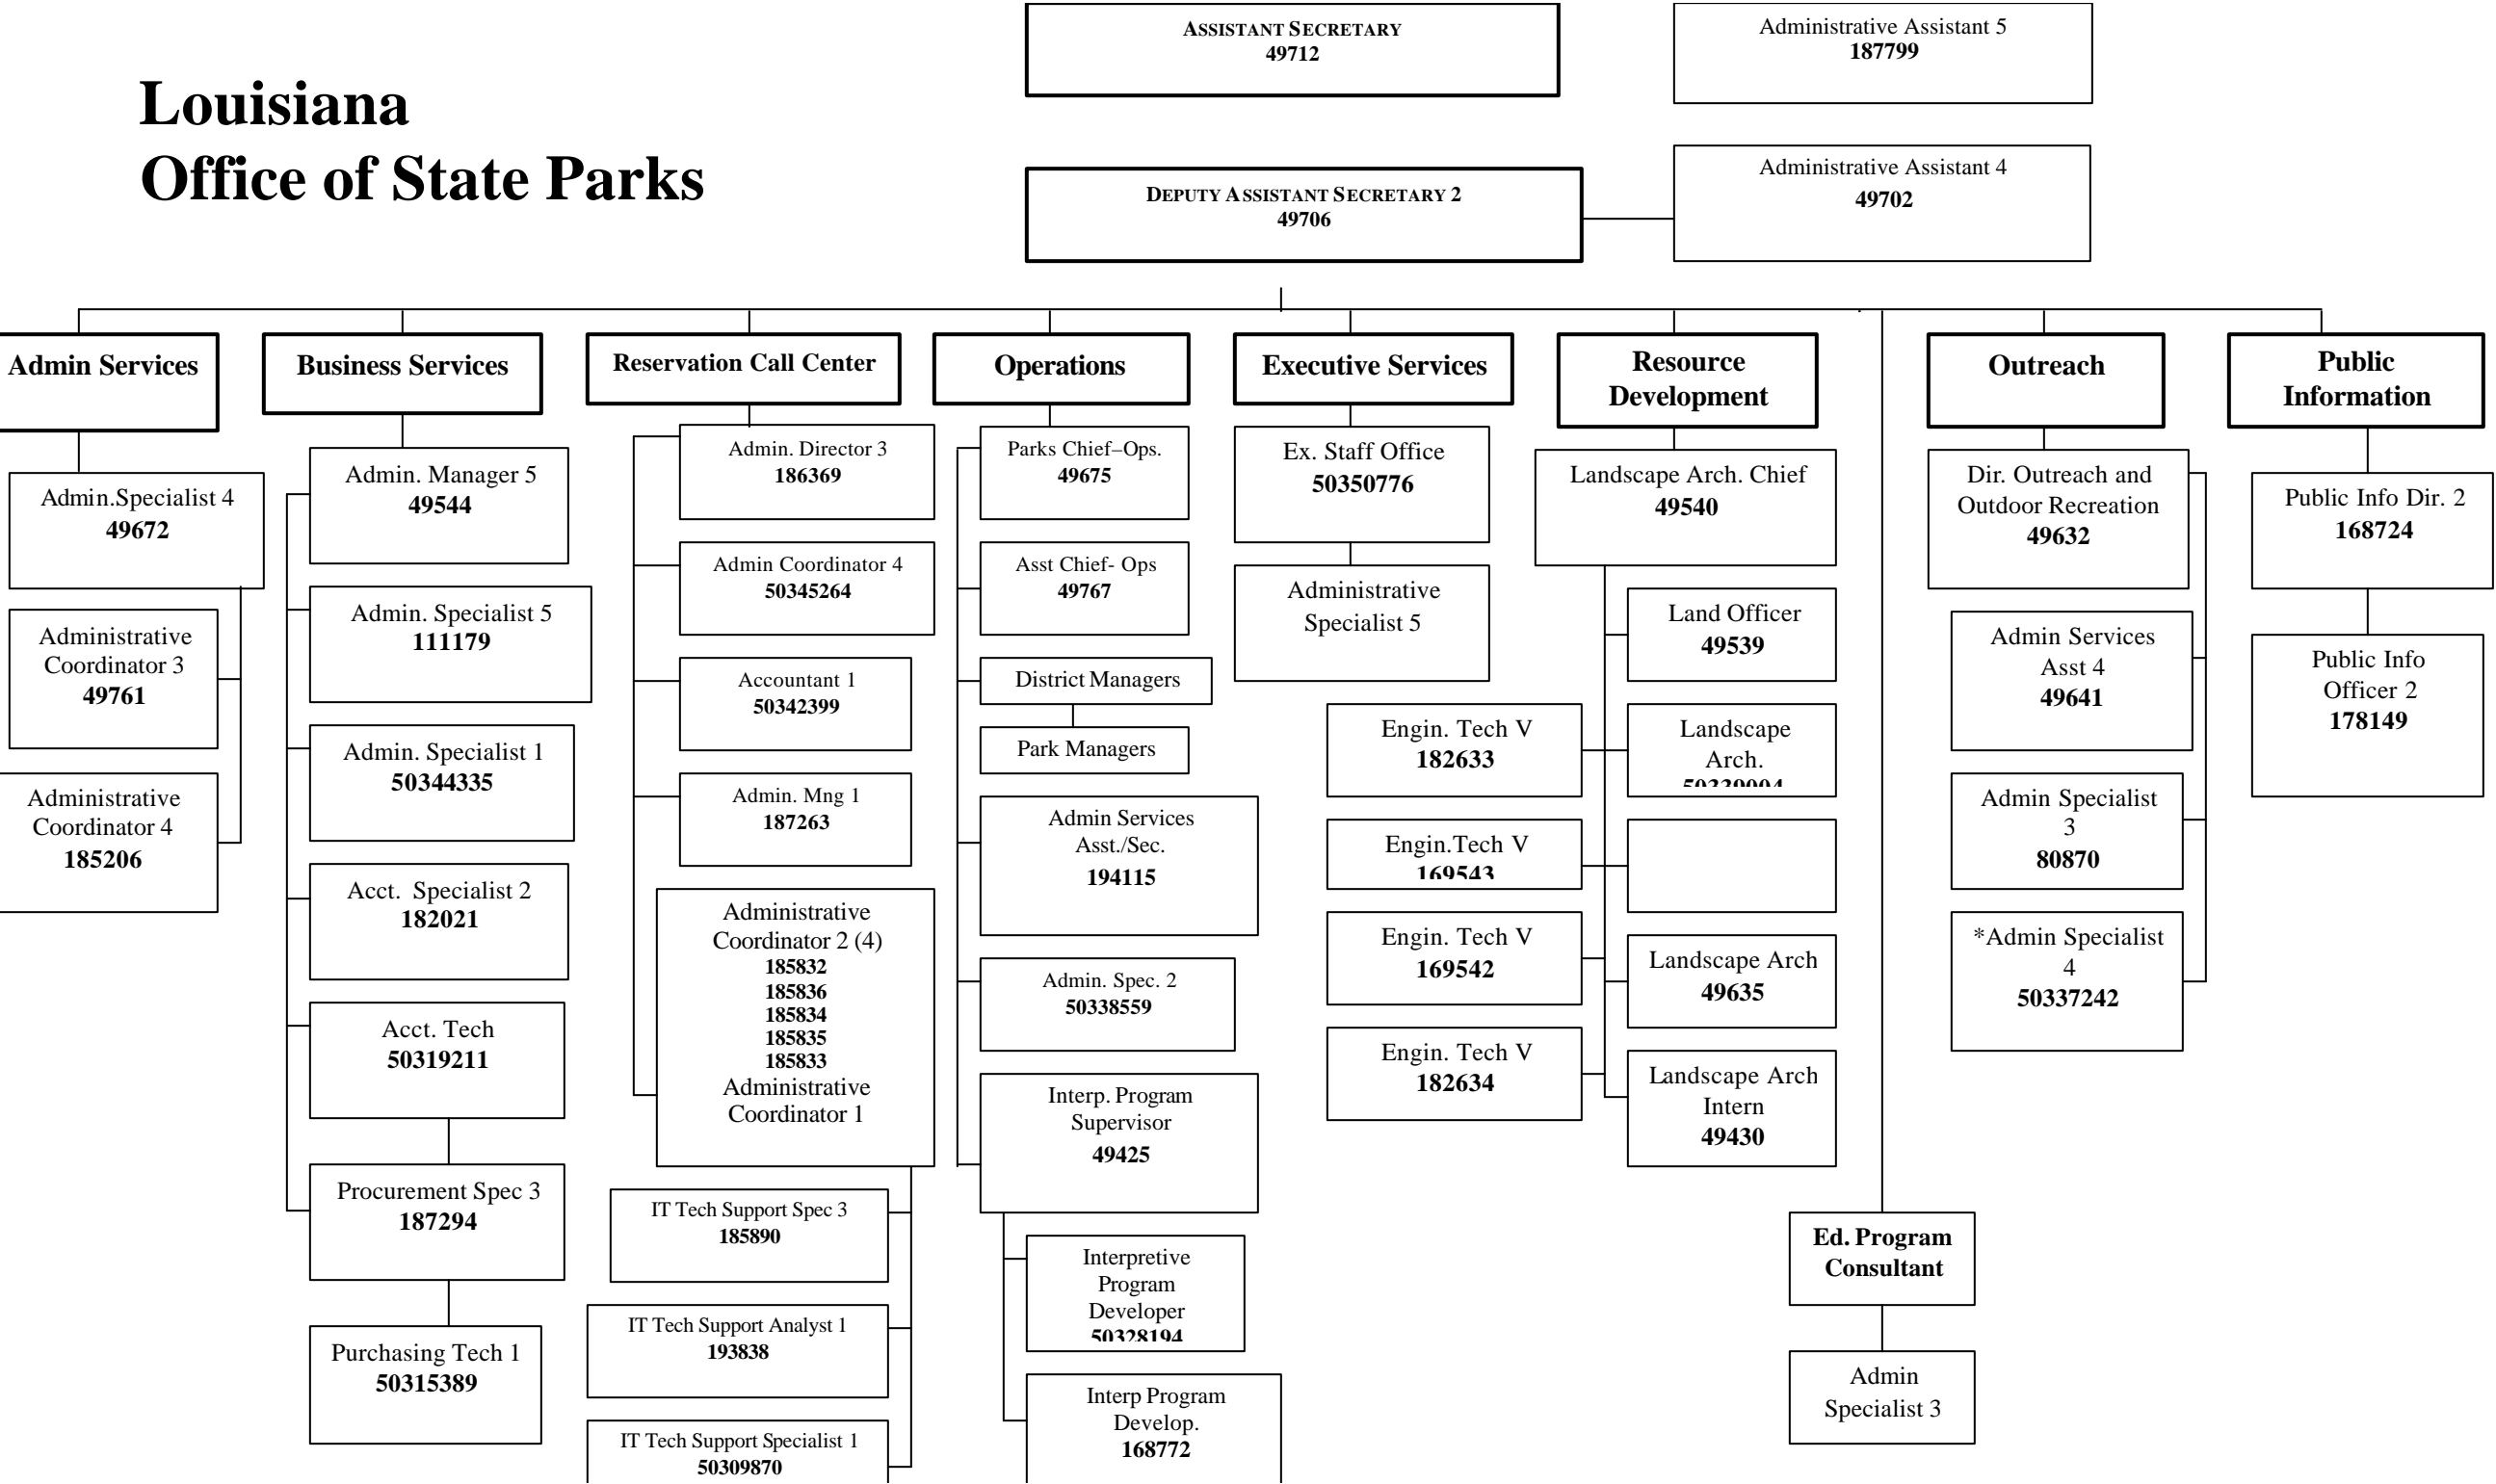 Louisiana
Office of State Parks
ASSISTANT SECRETARY
49712
Administrative Assistant 5
187799
DEPUTY ASSISTANT SECRETARY 2
49706
Administrative Assistant 4
49702
Admin Services
Admin.Specialist 4
49672
Administrative
Coordinator 3
49761
Administrative
Coordinator 4
185206
Business Services
Admin. Manager 5
49544
Admin. Specialist 5
111179
Admin. Specialist 1
50344335
Acct. Specialist 2
182021
Acct. Tech
50319211
Procurement Spec 3
187294
Purchasing Tech 1
50315389
Reservation Call Center
Admin. Director 3
186369
Admin Coordinator 4
50345264
Accountant 1
50342399
Admin. Mng 1
187263
Administrative
Coordinator 2 (4)
185832
185836
185834
185835
185833
Administrative
Coordinator 1
IT Tech Support Spec 3
185890
IT Tech Support Analyst 1
193838
IT Tech Support Specialist 1
50309870
Operations
Parks Chief–Ops.
49675
Asst Chief- Ops
49767
District Managers
Park Managers
Admin Services
Asst./Sec.
194115
Admin. Spec. 2
50338559
Interp. Program
Supervisor
49425
Interpretive
Program
Developer
50328194
Interp Program
Develop.
168772
Executive Services
Ex. Staff Office
50350776
Administrative
Specialist 5
Resource
Development
Landscape Arch. Chief
49540
Land Officer
49539
Engin. Tech V
182633
Landscape
Arch.
Engin.Tech V
169543
Engin. Tech V
169542
Landscape Arch
49635
Engin. Tech V
182634
Landscape Arch
Intern
49430
Ed. Program
Consultant
Admin
Specialist 3
Outreach
Dir. Outreach and
Outdoor Recreation
49632
Admin Services
Asst 4
49641
Admin Specialist
3
80870
*Admin Specialist
4
50337242
Public
Information
Public Info Dir. 2
168724
Public Info
Officer 2
178149